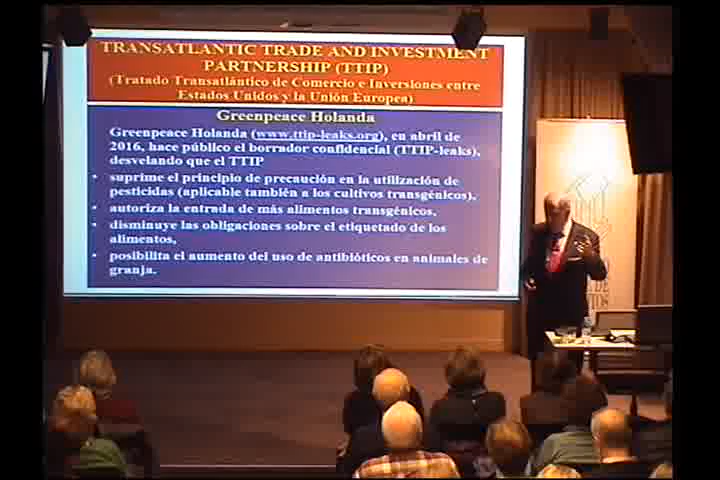 TRANSATLANTIC TRADE AND INVESTMENT
PARTNERSHIP (TTIP)
(Tratado Transatlántico de Comercio e Inversiones entre
Estados Unidos y la Unión Europea)
Greenpeace Holanda
Greenpeace Holanda (www.ttip-leaks.org), en abril de
2016, hace público el borrador confidencial (TTIP-leaks),
desvelando que el TTIP
• suprime el principio de precaución en la utilización de
pesticidas (aplicable también a los cultivos transgénicos),
• autoriza la entrada de más alimentos transgénicos,
• disminuye las obligaciones sobre el etiquetado de los
alimentos,
• posibilita el aumento del uso de antibióticos en animales de
granja.